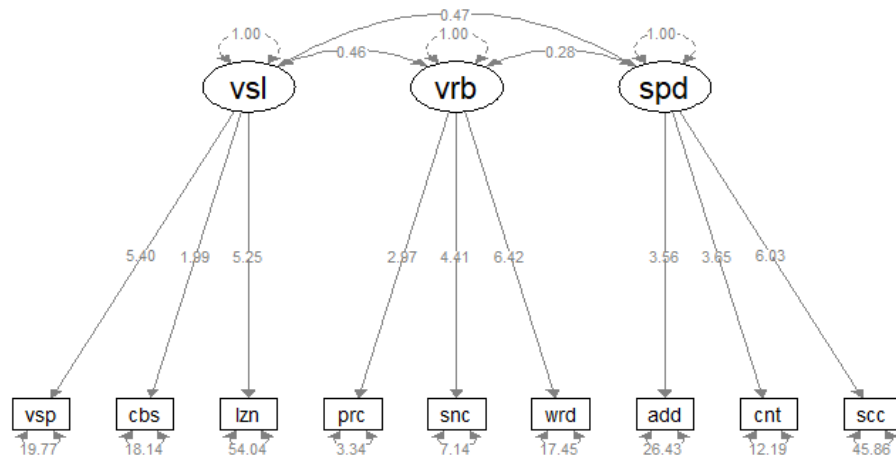 0.47
1.00 1.00 1.00
0.46 0.28
vsl vrb spd
5.40 1.99 5.25 2.97 4.41 6.42 3.56 3.65 6.03
vsp cbs lzn prc snc wrd add cnt scc
19.77 18.14 54.04 3.34 7.14 17.45 26.43 12.19 45.86